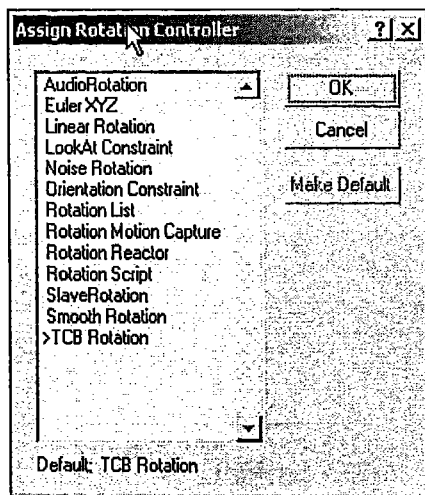 Assign Rotation Controller
? X
AudioRotation
Euler XYZ
Linear Rotation
LookAt Constraint
Noise Rotation
Orientation Constraint
Rotation List
Rotation Motion Capture
Rotation Reactor
Rotation Script
SlaveRotation
Smooth Rotation
>TCB Rotation
OK
Cancel
Make Default
Default: TCB Rotation